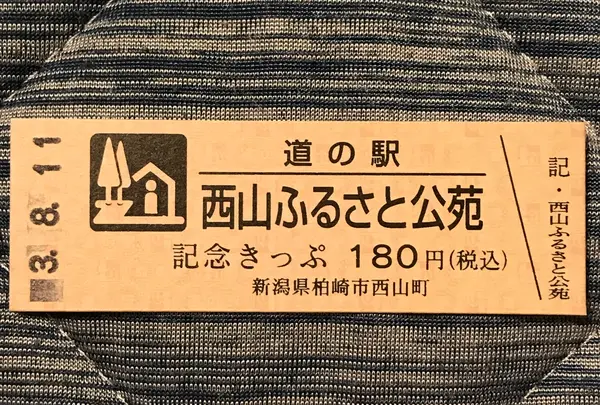 3. 8. 11
道の駅
西山ふるさと公苑
記念きっぷ 180円(税込)
新潟県柏崎市西山町
記・西山ふるさと公苑